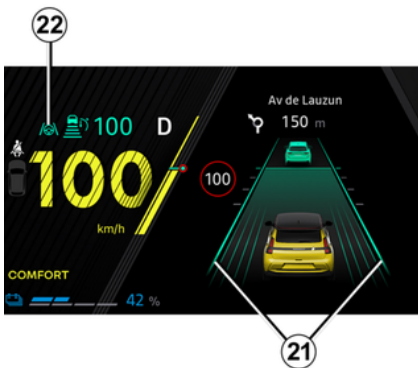 22
Av de Lauzun
150 m
100 D
100
100
km/h
COMFORT
42 %
21